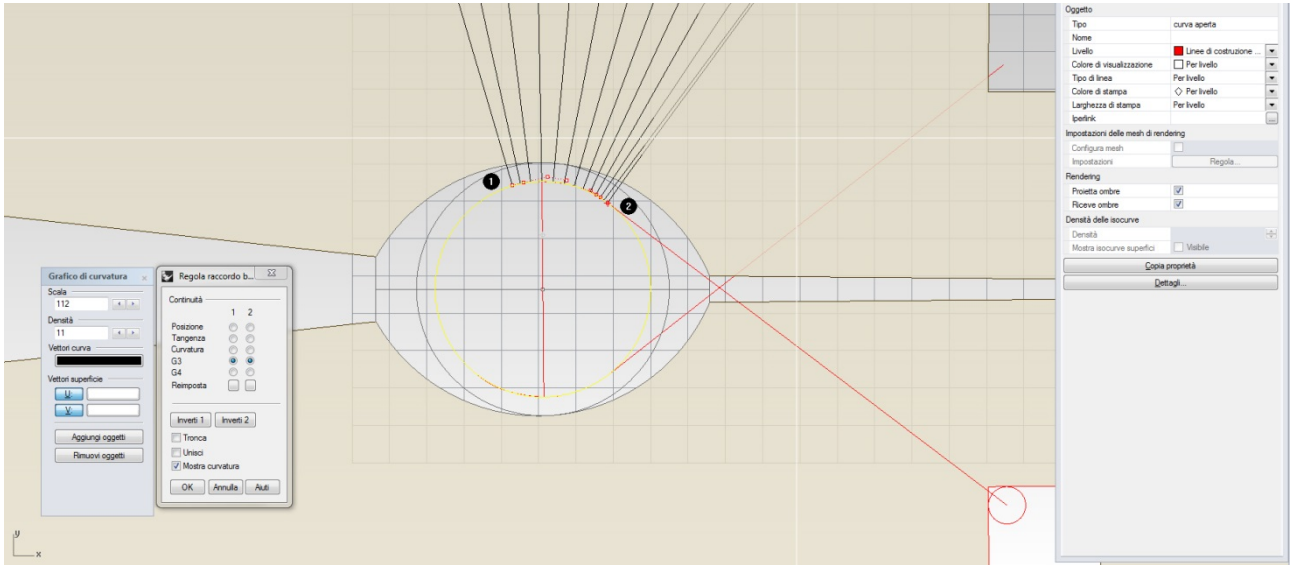 Oggetto
Tipo curva aperta
Nome
Livello Linee di costruzione ...
Colore di visualizzazione Per livello
Tipo di linea Per livello
Colore di stampa Per livello
Larghezza di stampa Per livello
Iperlink ...
Impostazioni delle mesh di rendering
Configura mesh
Impostazioni Regola...
Rendering
Proietta ombre
Riceve ombre
Densità delle isocurve
Densità
Mostra isocurve superfici Visibile
Copia proprietà
Dettagli...
1
2
Grafico di curvatura
Scala
112
Densità
11
Vettori curva
Vettori superficie
U:
V:
Aggiungi oggetti
Rimuovi oggetti
Regola raccordo b...
Continuità
1 2
Posizione
Tangenza
Curvatura
G3
G4
Reimposta
Inverti 1 Inverti 2
Tronca
Unisci
Mostra curvatura
OK Annulla Aiuti
y
x